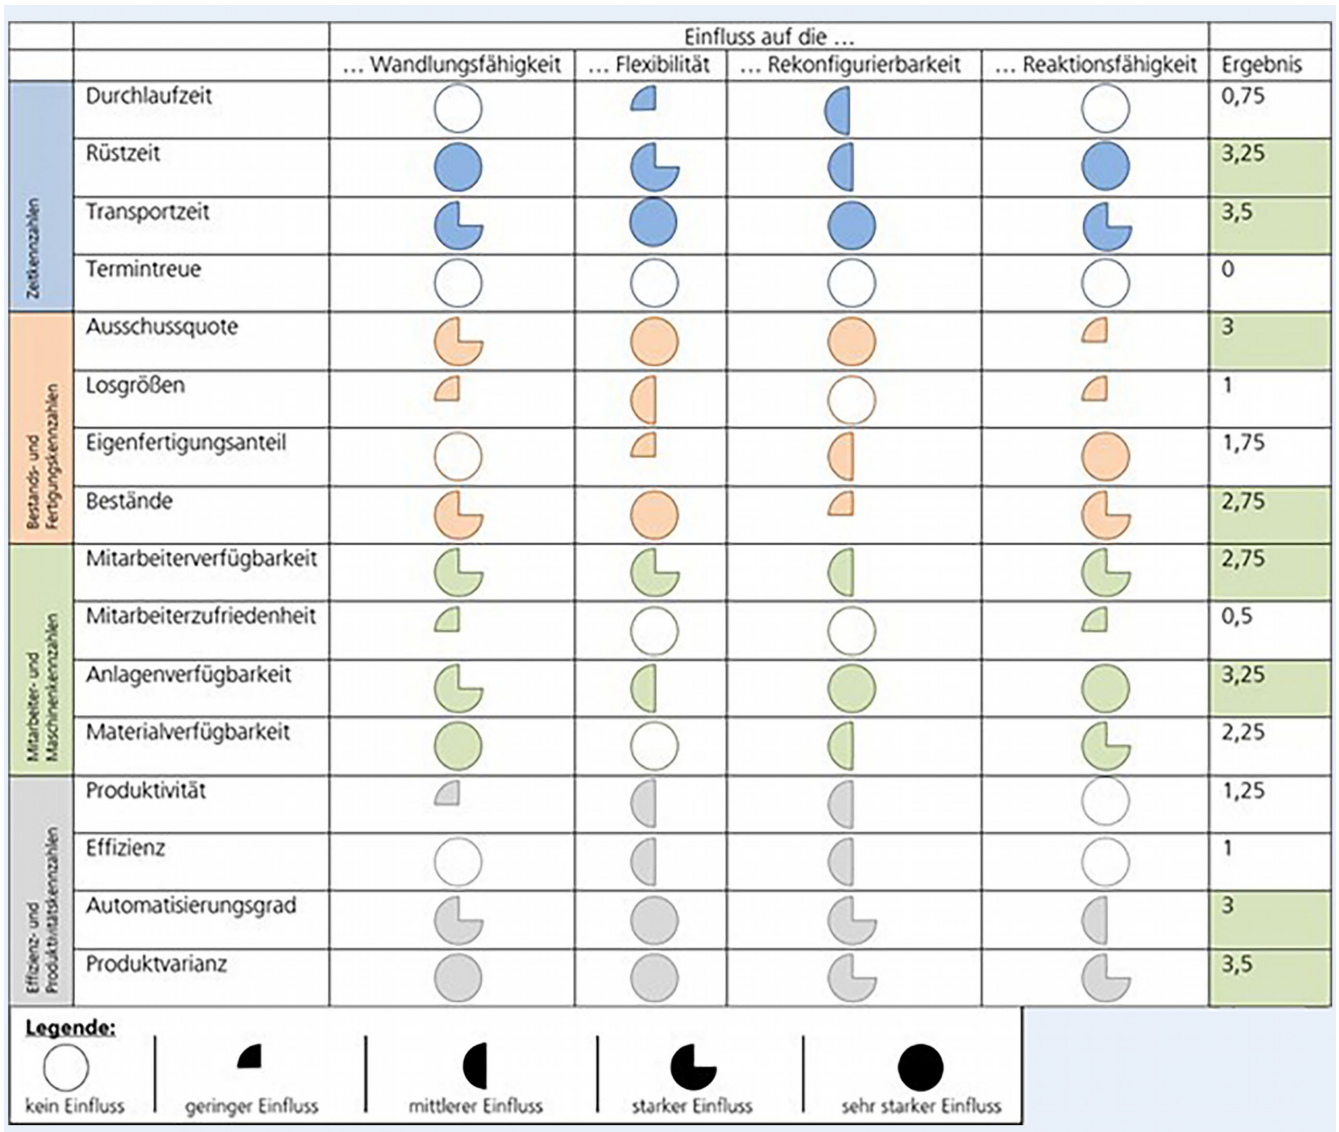 Einfluss auf die ...
... Wandlungsfähigkeit ... Flexibilität ... Rekonfigurierbarkeit ... Reaktionsfähigkeit Ergebnis
Zeitkennzahlen
Durchlaufzeit 0,75
Rüstzeit 3,25
Transportzeit 3,5
Termintreue 0
Bestands- und
Fertigungskennzahlen
Ausschussquote 3
Losgrößen 1
Eigenfertigungsanteil 1,75
Bestände 2,75
Mitarbeiter- und
Maschinenkennzahlen
Mitarbeiterverfügbarkeit 2,75
Mitarbeiterzufriedenheit 0,5
Anlagenverfügbarkeit 3,25
Materialverfügbarkeit 2,25
Effizienz- und
Produktivitätskennzahlen
Produktivität 1,25
Effizienz 1
Automatisierungsgrad 3
Produktvarianz 3,5
Legende:
kein Einfluss geringer Einfluss mittlerer Einfluss starker Einfluss sehr starker Einfluss